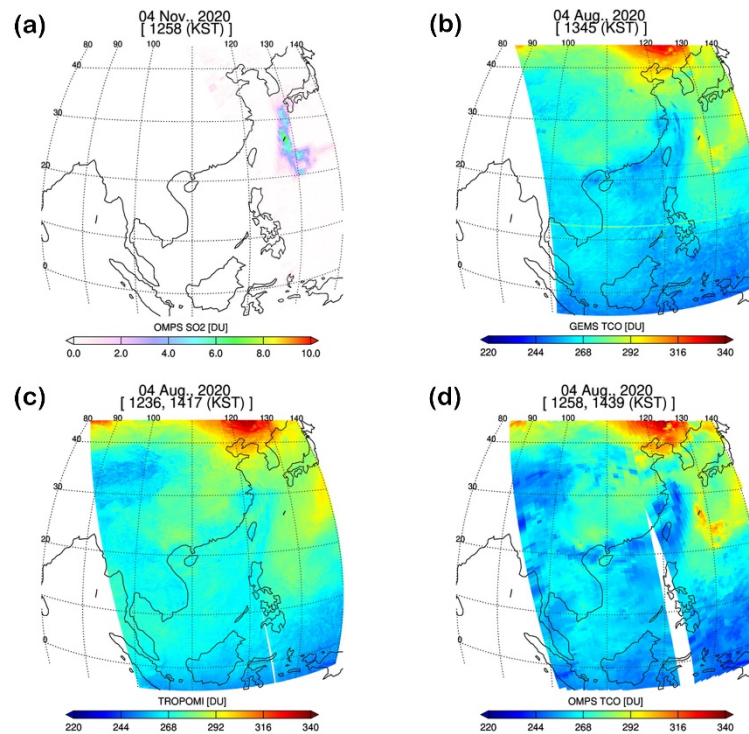 (a)
04 Nov., 2020
[ 1258 (KST) ]
80 90 100 110 120 130 140
40
30
20
10
0
OMPS SO2 [DU]
0.0 2.0 4.0 6.0 8.0 10.0
(b)
04 Aug., 2020
[ 1345 (KST) ]
80 90 100 110 120 130 140
40
30
20
10
0
GEMS TCO [DU]
220 244 268 292 316 340
(c)
04 Aug., 2020
[ 1236, 1417 (KST) ]
80 90 100 110 120 130 140
40
30
20
10
0
TROPOMI [DU]
220 244 268 292 316 340
(d)
04 Aug., 2020
[ 1258, 1439 (KST) ]
80 90 100 110 120 130 140
40
30
20
10
0
OMPS TCO [DU]
220 244 268 292 316 340